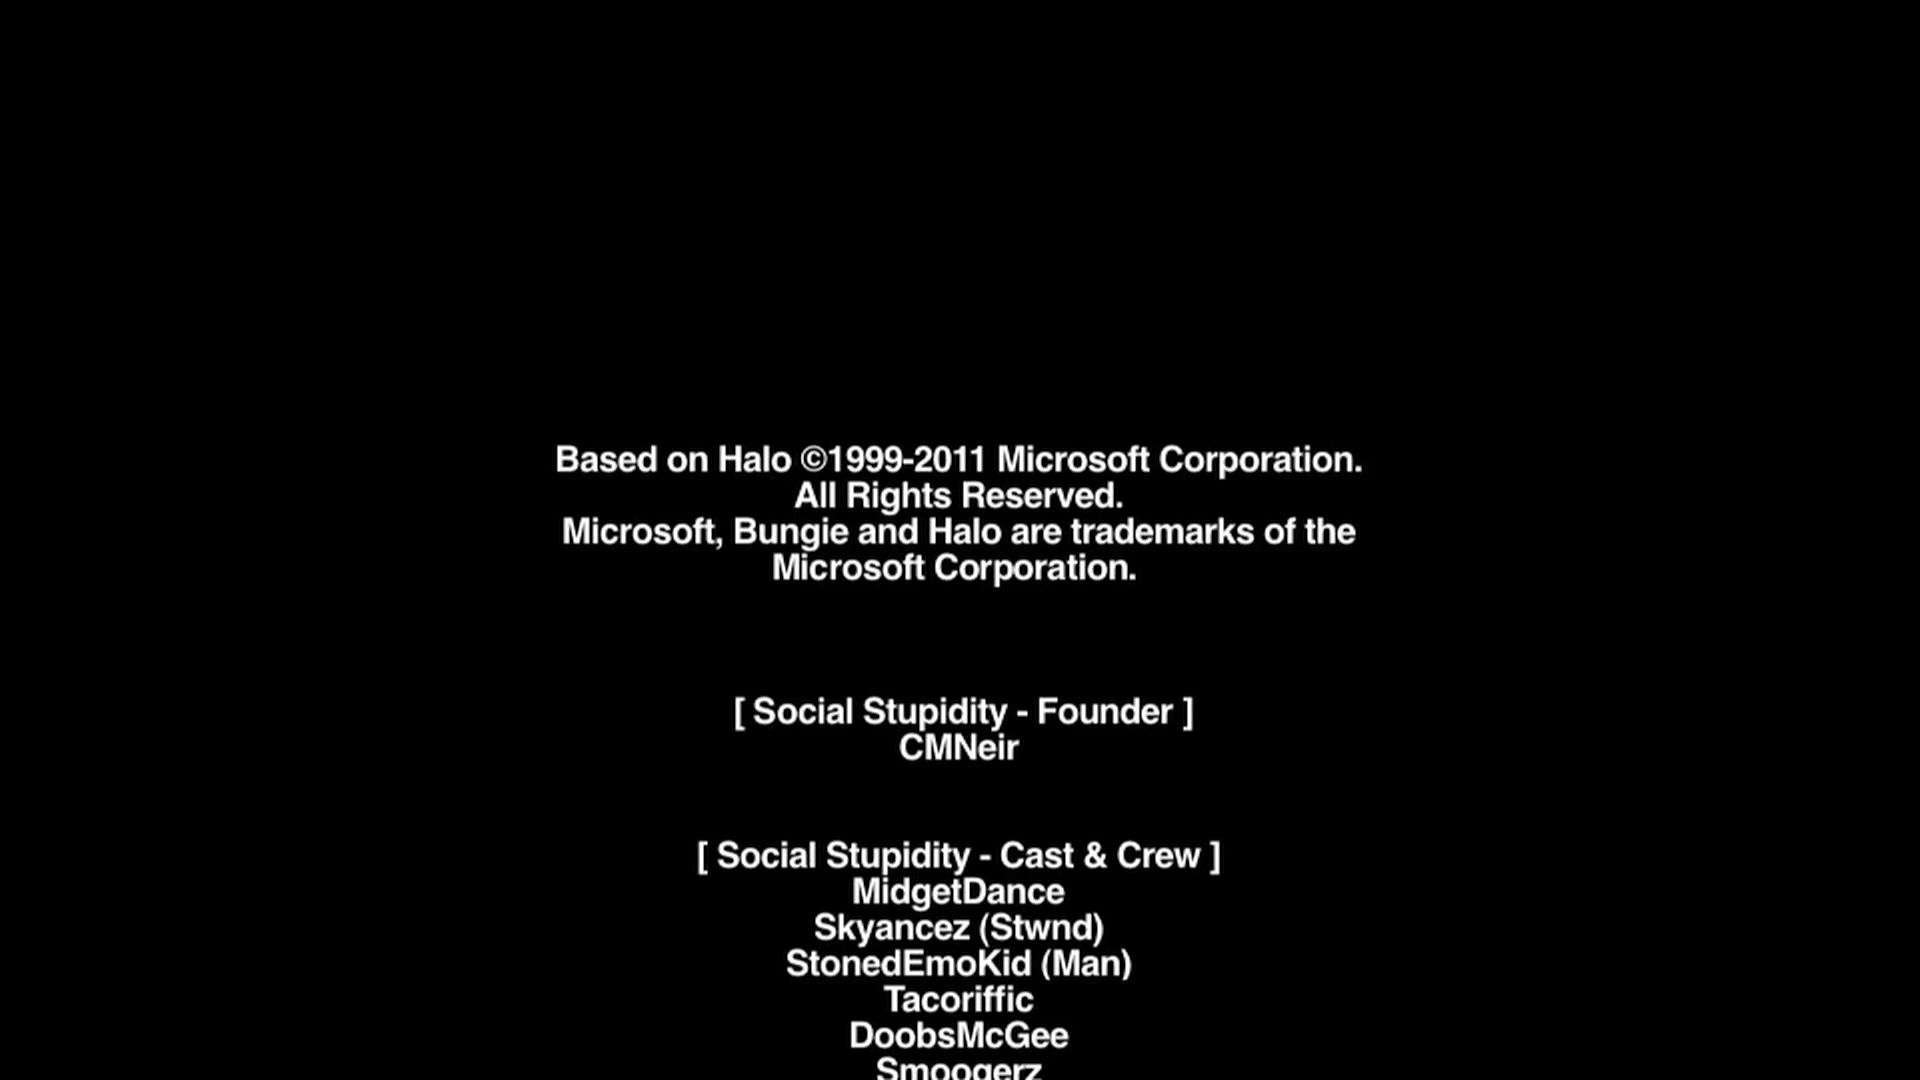 Based on Halo ©1999-2011 Microsoft Corporation.
All Rights Reserved.
Microsoft, Bungie and Halo are trademarks of the
Microsoft Corporation.
[ Social Stupidity - Founder ]
CMNeir
[ Social Stupidity - Cast & Crew ]
MidgetDance
Skyancez (Stwnd)
StonedEmoKid (Man)
Tacoriffic
DoobsMcGee
Smoogerz